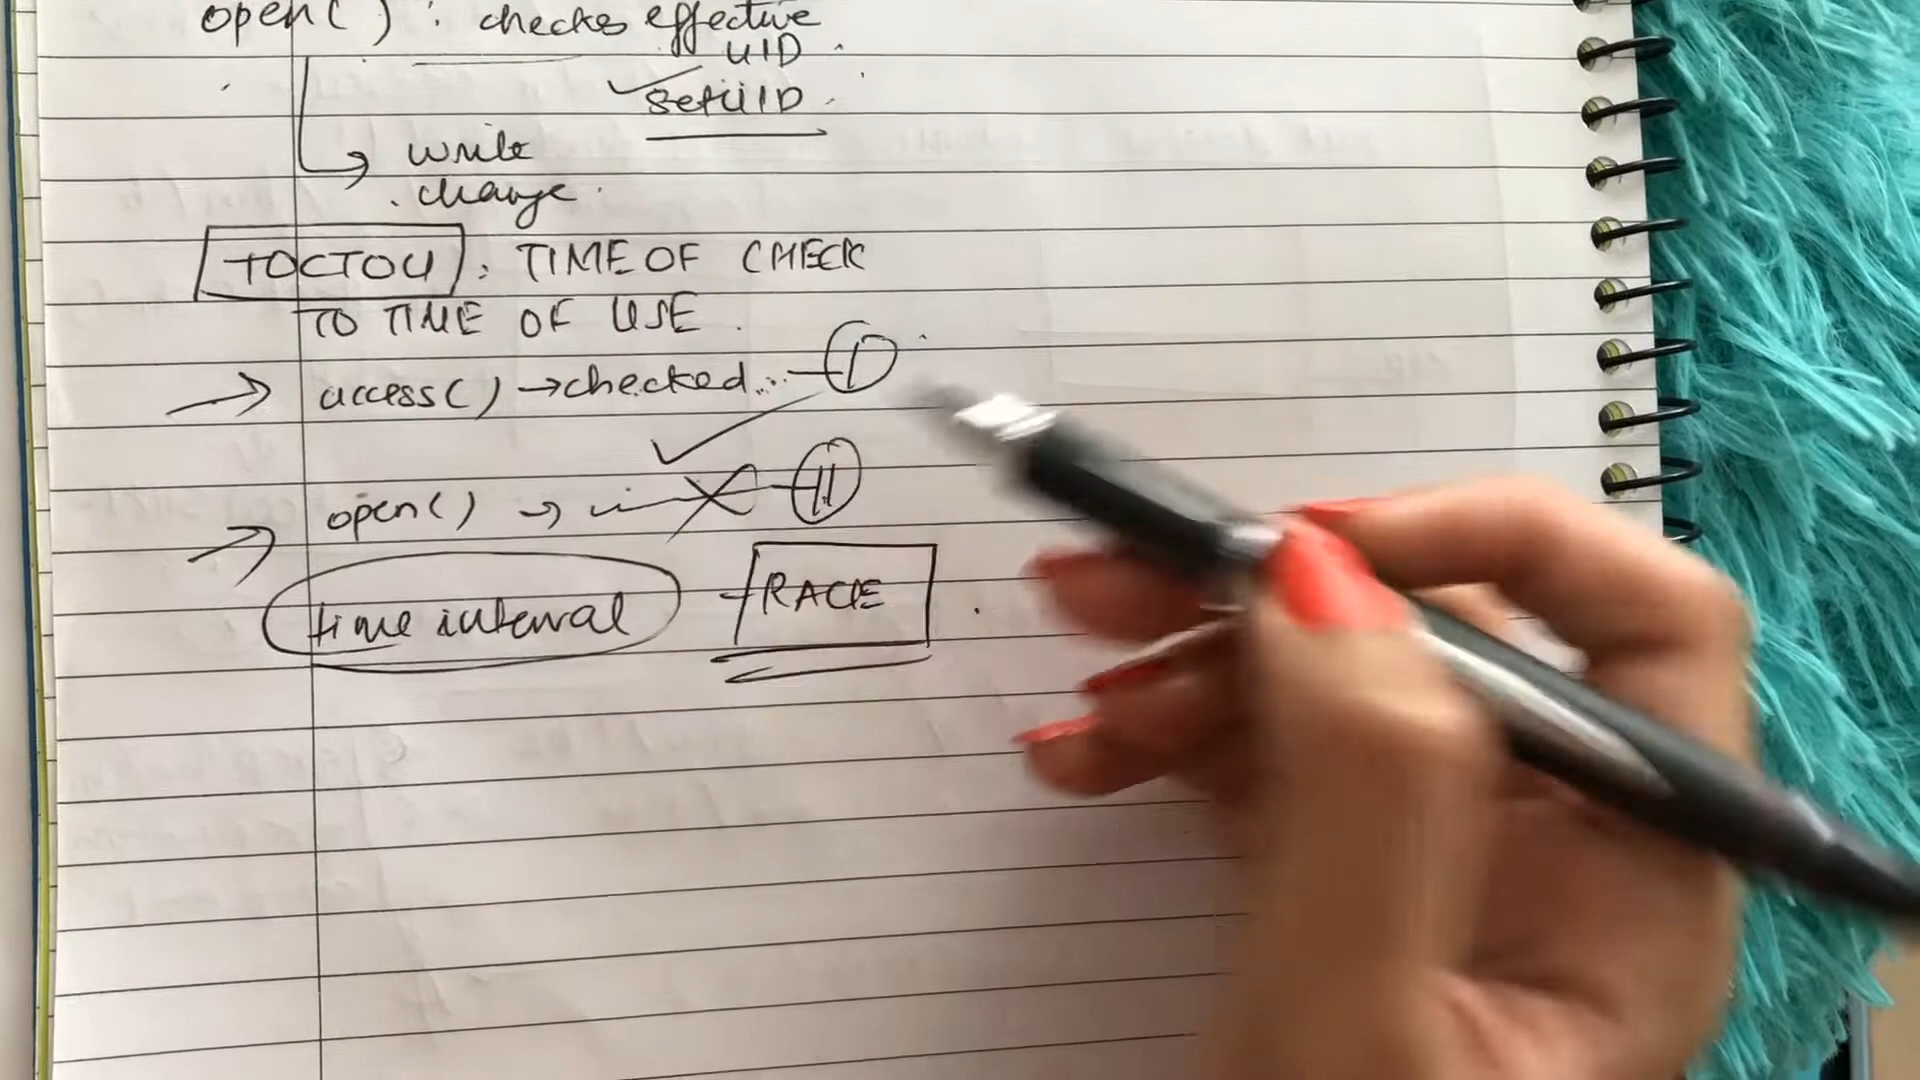 open() : checks effective
UID
setUID
write
change
TOCTOU : TIME OF CHECK
TO TIME OF USE
access() → checked... I
open() → II
time interval RACE